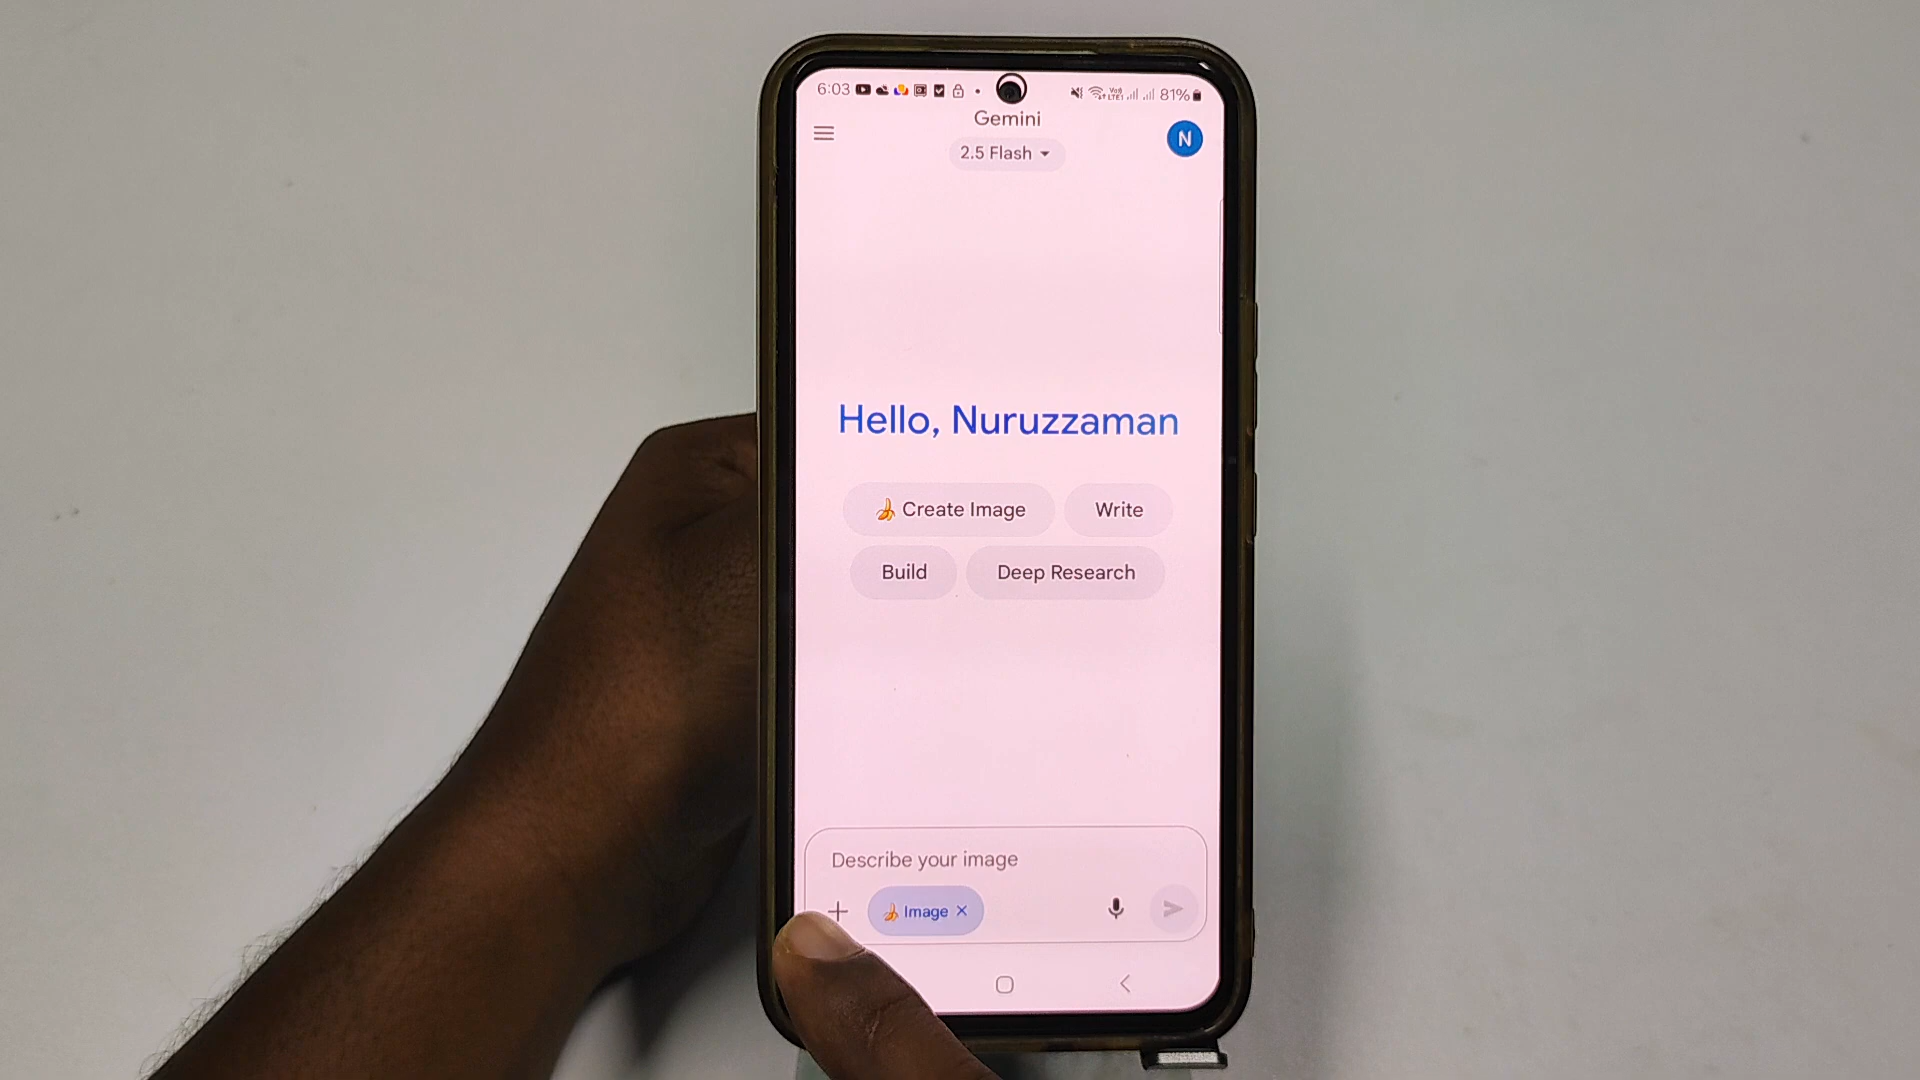 6:03 81%
Gemini
2.5 Flash
N
Hello, Nuruzzaman
Create Image
Write
Build
Deep Research
Describe your image
Image